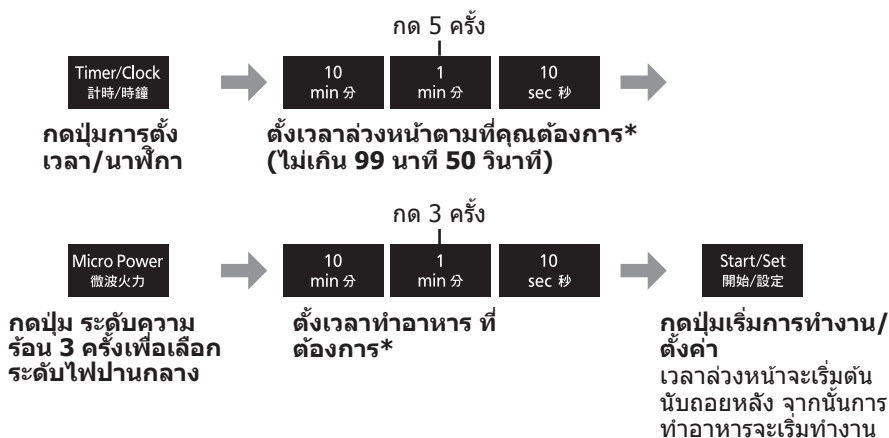 กด 5 ครั้ง
Timer/Clock
計時/時鐘
10
min 分
1
min 分
10
sec 秒
กดปุ่มการตั้ง
เวลา/นาฬิกา
ตั้งเวลาล่วงหน้าตามที่คุณต้องการ*
(ไม่เกิน 99 นาที 50 วินาที)
กด 3 ครั้ง
Micro Power
微波火力
10
min 分
1
min 分
10
sec 秒
Start/Set
開始/設定
กดปุ่ม ระดับความ
ร้อน 3 ครั้งเพื่อเลือก
ระดับไฟปานกลาง
ตั้งเวลาทำอาหาร ที่
ต้องการ*
กดปุ่มเริ่มการทำงาน/
ตั้งค่า
เวลาล่วงหน้าจะเริ่มต้น
นับถอยหลัง จากนั้นการ
ทำอาหารจะเริ่มทำงาน